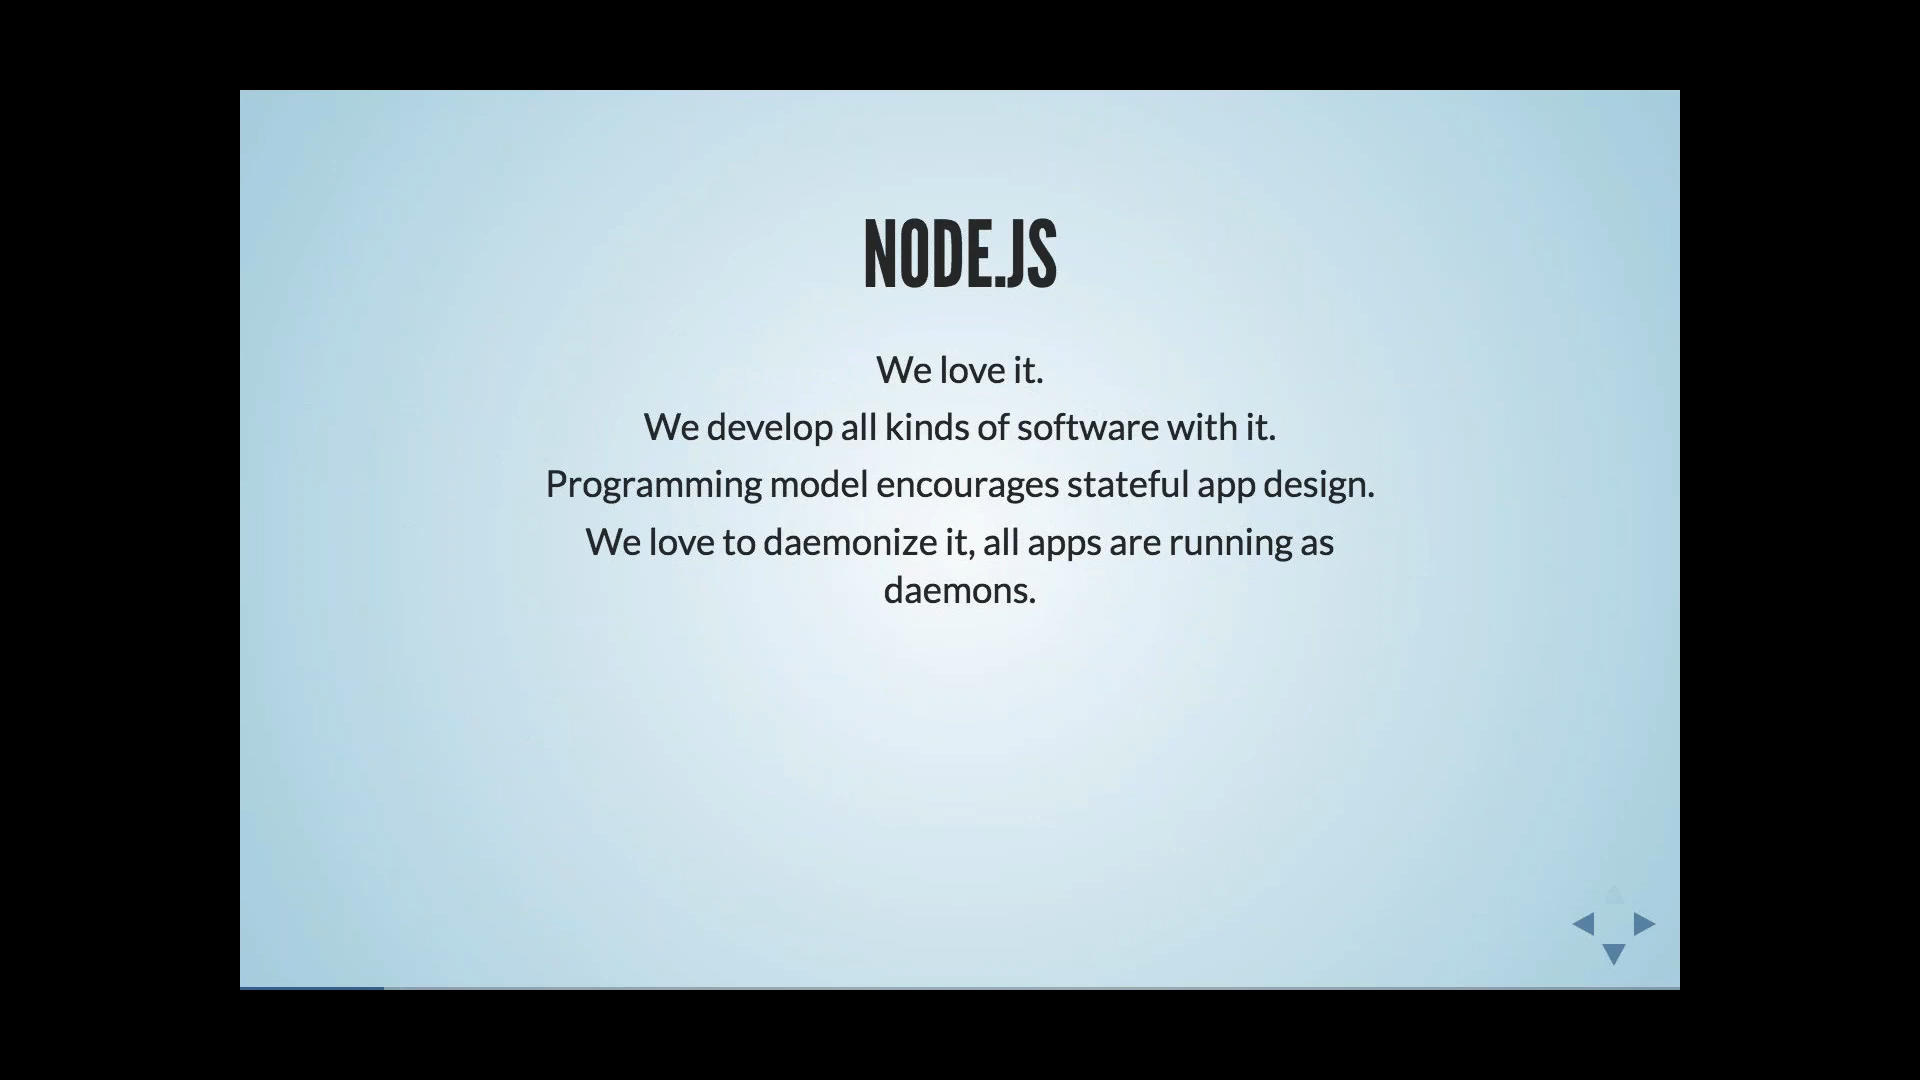 NODE.JS
We love it.
We develop all kinds of software with it.
Programming model encourages stateful app design.
We love to daemonize it, all apps are running as
daemons.